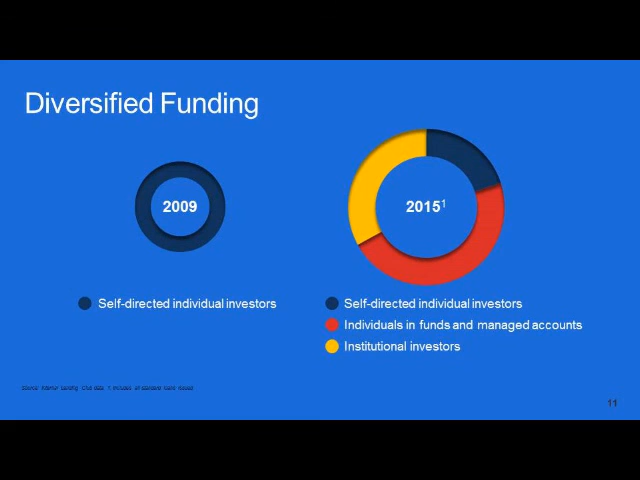 Diversified Funding
2009
2015¹
Self-directed individual investors
Self-directed individual investors
Individuals in funds and managed accounts
Institutional investors
11